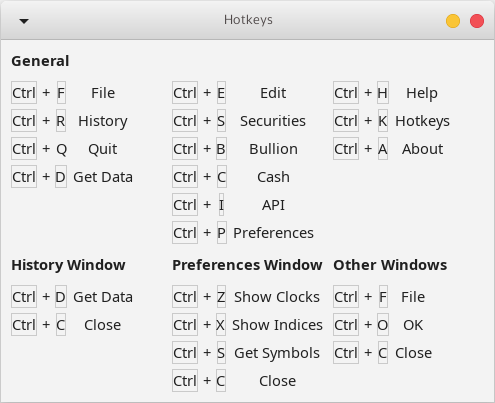 Hotkeys
General
Ctrl + F File Ctrl + E Edit Ctrl + H Help
Ctrl + R History Ctrl + S Securities Ctrl + K Hotkeys
Ctrl + Q Quit Ctrl + B Bullion Ctrl + A About
Ctrl + D Get Data Ctrl + C Cash
Ctrl + I API
Ctrl + P Preferences
History Window Preferences Window Other Windows
Ctrl + D Get Data Ctrl + Z Show Clocks Ctrl + F File
Ctrl + C Close Ctrl + X Show Indices Ctrl + O OK
Ctrl + S Get Symbols Ctrl + C Close
Ctrl + C Close